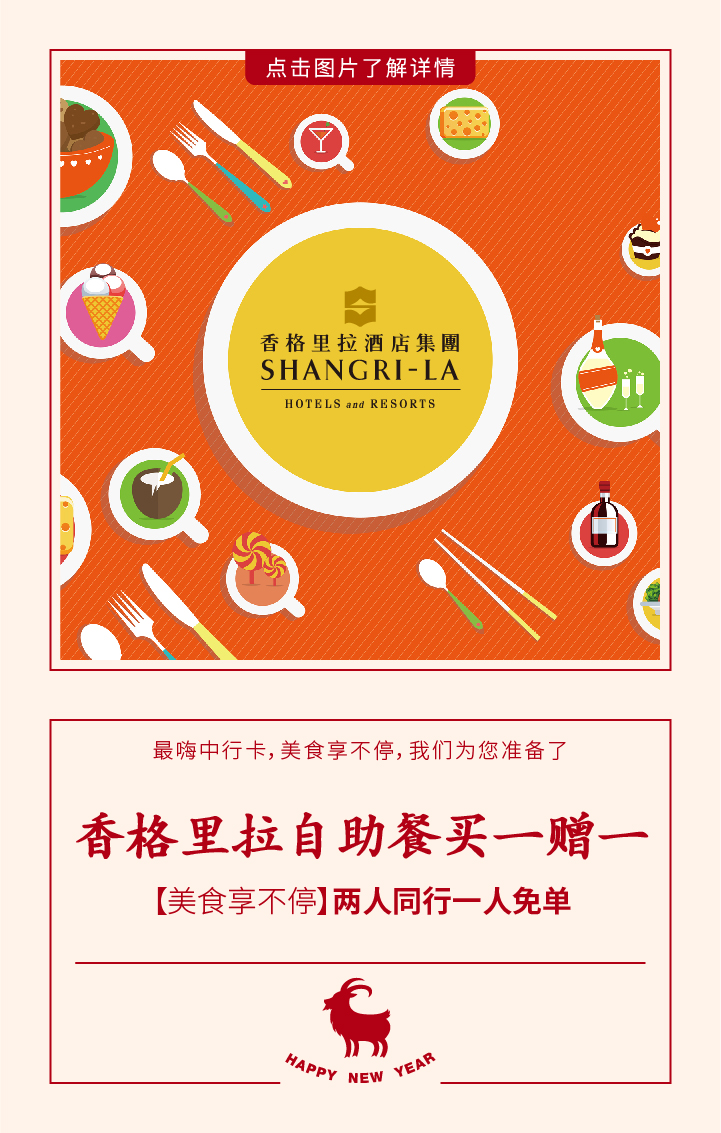 点击图片了解详情
香格里拉酒店集團
SHANGRI-LA
HOTELS and RESORTS
最嗨中行卡,美食享不停,我们为您准备了
香格里拉自助餐买一赠一
【美食享不停】两人同行一人免单
HAPPY NEW YEAR